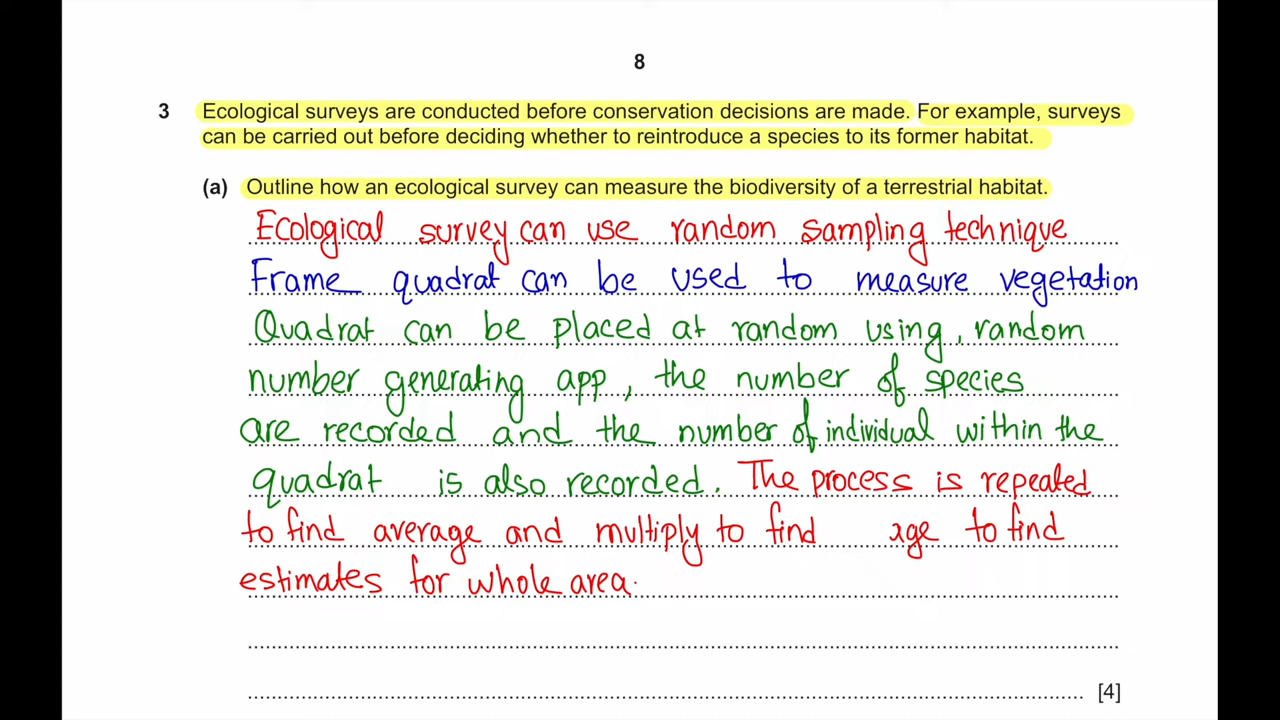 8
3 Ecological surveys are conducted before conservation decisions are made. For example, surveys
can be carried out before deciding whether to reintroduce a species to its former habitat.
(a) Outline how an ecological survey can measure the biodiversity of a terrestrial habitat.
Ecological survey can use random sampling technique
Frame quadrat can be used to measure vegetation
Quadrat can be placed at random using, random
number generating app, the number of species
are recorded and the number of individual within the
quadrat is also recorded. The process is repeated
to find average and multiply to find to find
estimates for whole area.
[4]